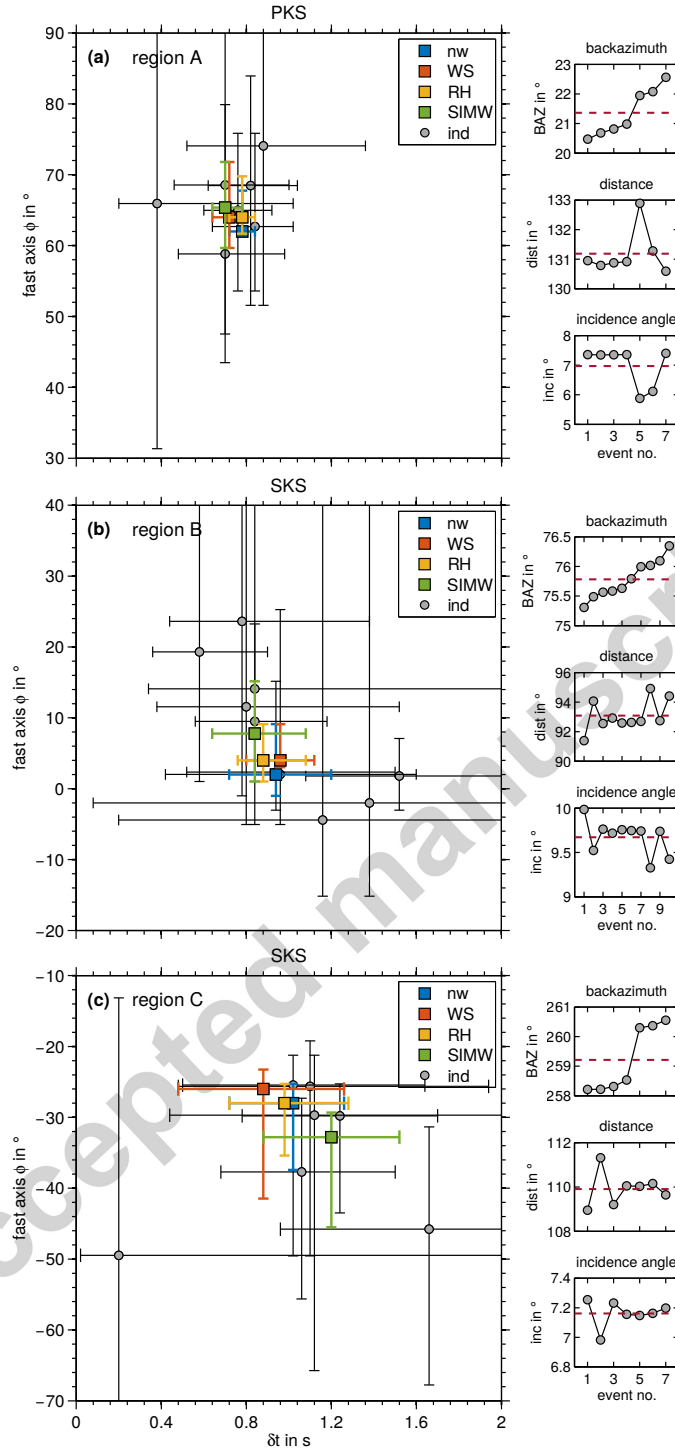 PKS
(a) region A
nw
WS
RH
SIMW
ind
90
80
70
60
50
40
30
fast axis ϕ in °
backazimuth
23
22
21
20
BAZ in °
distance
133
132
131
130
dist in °
incidence angle
8
7
6
5
inc in °
1 3 5 7
event no.
SKS
(b) region B
nw
WS
RH
SIMW
ind
40
30
20
10
0
−10
−20
fast axis ϕ in °
backazimuth
76.5
76
75.5
75
BAZ in °
distance
96
94
92
90
dist in °
incidence angle
10
9.5
9
inc in °
1 3 5 7 9
event no.
SKS
(c) region C
nw
WS
RH
SIMW
ind
−10
−20
−30
−40
−50
−60
−70
fast axis ϕ in °
0 0.4 0.8 1.2 1.6 2
δt in s
backazimuth
261
260
259
258
BAZ in °
distance
112
110
108
dist in °
incidence angle
7.4
7.2
7
6.8
inc in °
1 3 5 7
event no.
ccepted manuscript